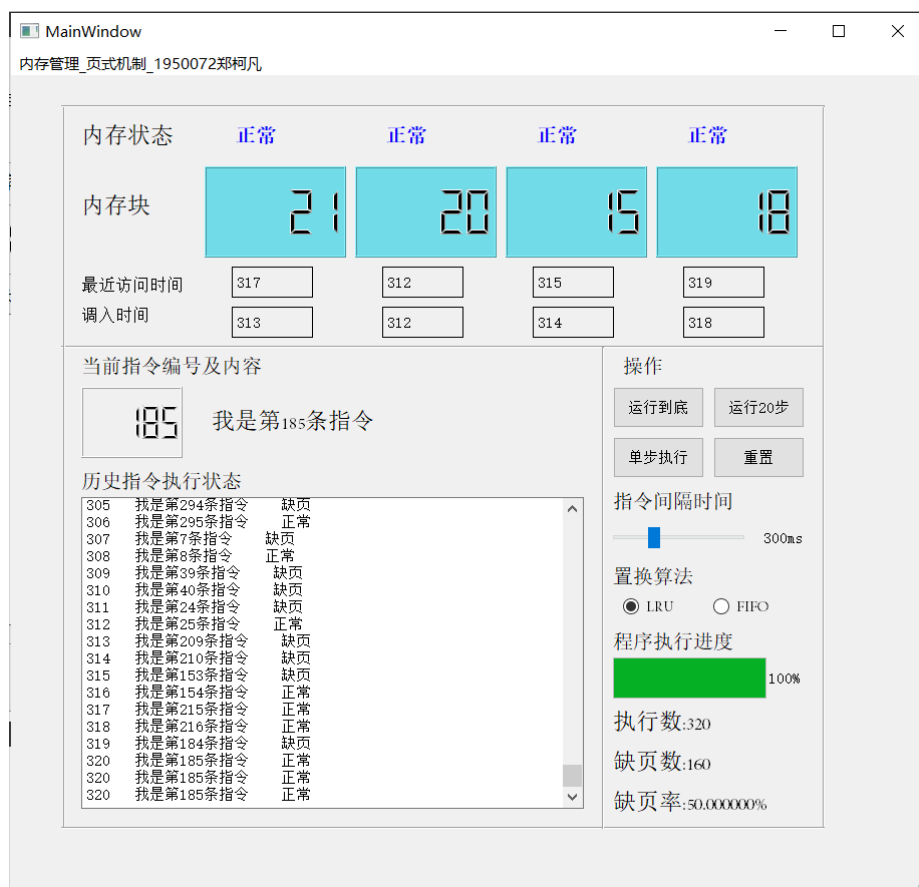 MainWindow
内存管理_页式机制_1950072郑柯凡
内存状态 正常 正常 正常 正常
内存块 21 20 15 18
最近访问时间 317 312 315 319
调入时间 313 312 314 318
当前指令编号及内容
185 我是第185条指令
历史指令执行状态
305 我是第294条指令 缺页
306 我是第295条指令 正常
307 我是第7条指令 缺页
308 我是第8条指令 正常
309 我是第39条指令 缺页
310 我是第40条指令 缺页
311 我是第24条指令 缺页
312 我是第25条指令 正常
313 我是第209条指令 缺页
314 我是第210条指令 缺页
315 我是第153条指令 缺页
316 我是第154条指令 正常
317 我是第215条指令 正常
318 我是第216条指令 正常
319 我是第184条指令 缺页
320 我是第185条指令 正常
320 我是第185条指令 正常
320 我是第185条指令 正常
操作
运行到底 运行20步
单步执行 重置
指令间隔时间
300ms
置换算法
LRU FIFO
程序执行进度
100%
执行数:320
缺页数:160
缺页率:50.000000%